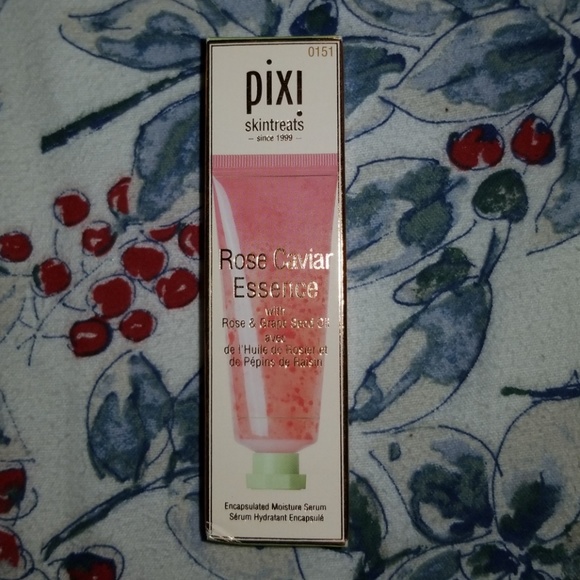 0151
pixi
skintreats
– since 1999 –
Rose Caviar
Essence
with
Rose & Grape Seed Oil
avec
de l'Huile de Rosier et
de Pépins de Raisin
Encapsulated Moisture Serum
Sérum Hydratant Encapsulé